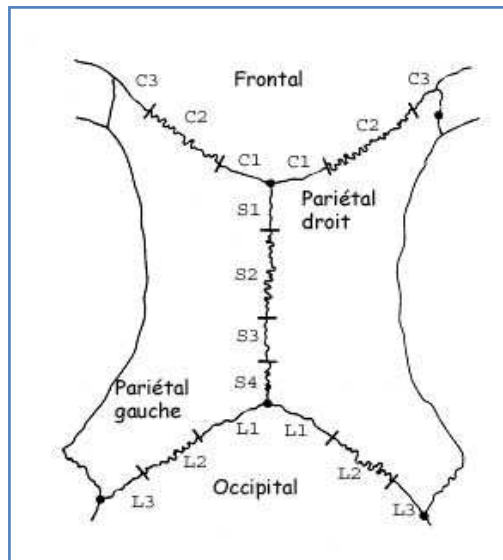 C3
Frontal
C3
C2
C2
C1
C1
Pariétal
droit
S1
S2
S3
S4
Pariétal
gauche
L1
L1
L2
L2
L3
Occipital
L3